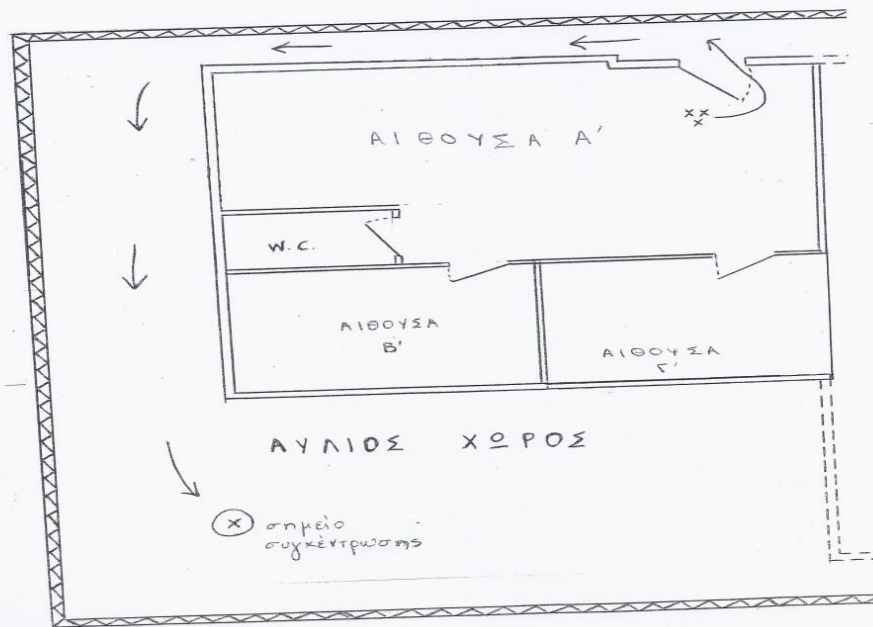 ΑΙΘΟΥΣΑ Α'
W.C.
ΑΙΘΟΥΣΑ
Β'
ΑΙΘΟΥΣΑ
Γ'
ΑΥΛΙΟΣ ΧΩΡΟΣ
x σημείο
συγκέντρωσης